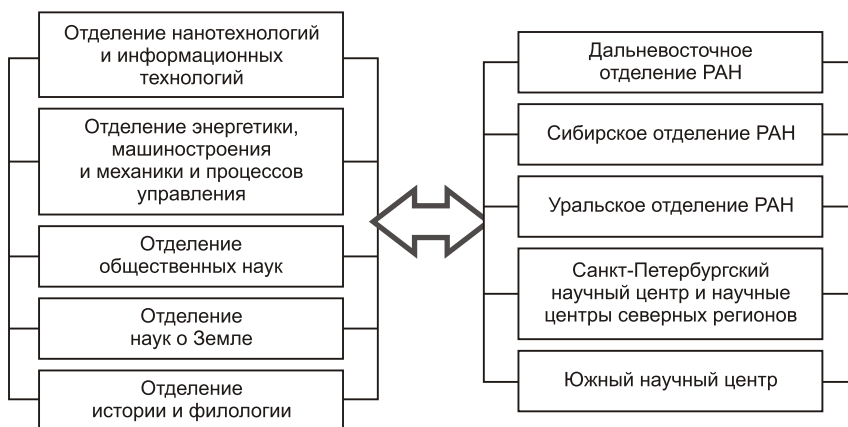 Отделение нанотехнологий
и информационных
технологий
Отделение энергетики,
машиностроения
и механики и процессов
управления
Отделение
общественных наук
Отделение
наук о Земле
Отделение
истории и филологии
Дальневосточное
отделение РАН
Сибирское отделение РАН
Уральское отделение РАН
Санкт-Петербургский
научный центр и научные
центры северных регионов
Южный научный центр